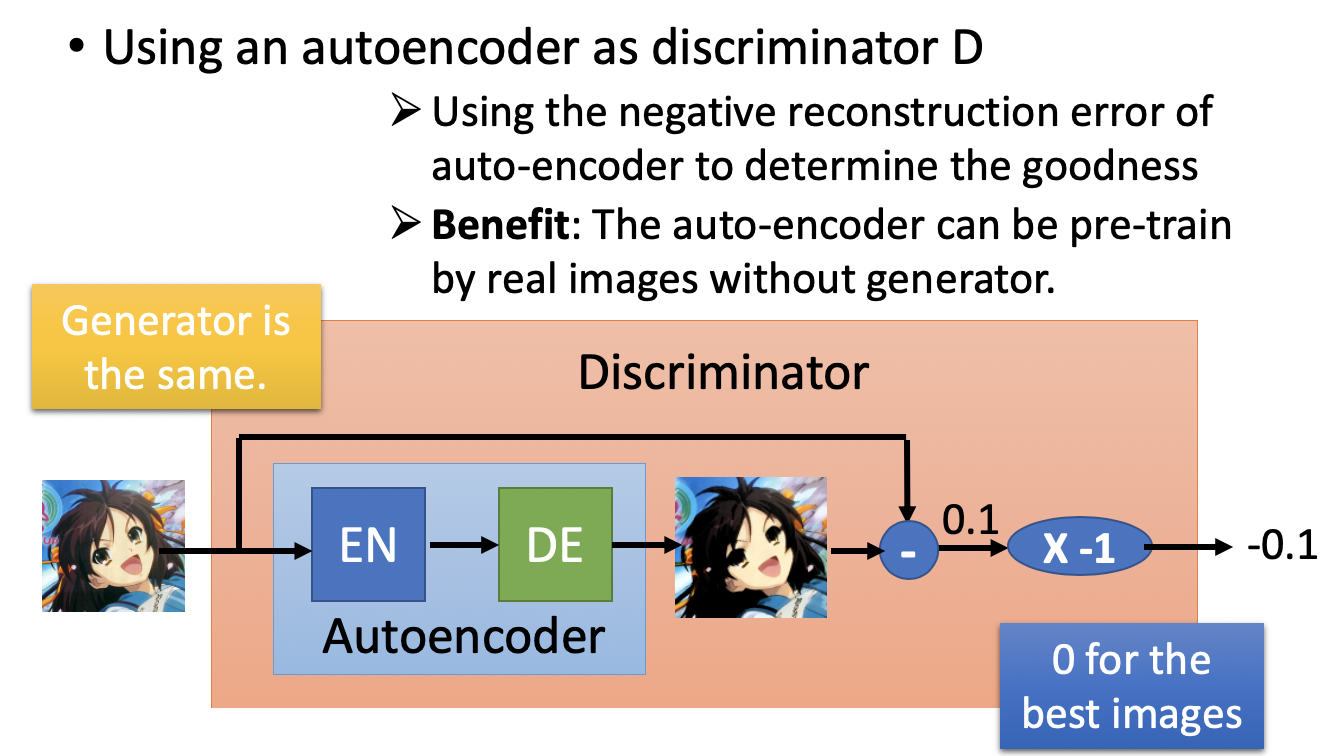 • Using an autoencoder as discriminator D
➢ Using the negative reconstruction error of
auto-encoder to determine the goodness
➢ Benefit: The auto-encoder can be pre-train
by real images without generator.
Generator is
the same.
Discriminator
EN
DE
Autoencoder
-
0.1
X -1
-0.1
0 for the
best images